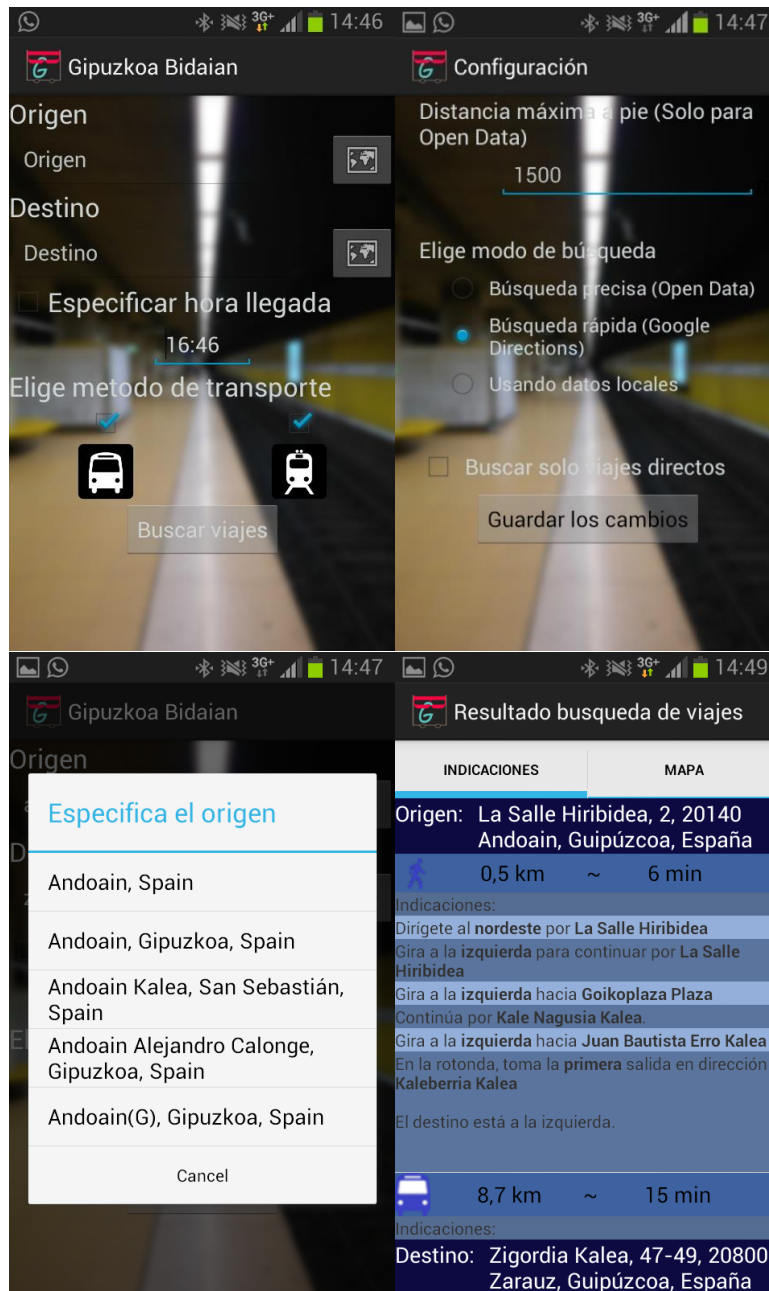 14:46
Gipuzkoa Bidaian
Origen
Origen
Destino
Destino
Especificar hora llegada
16:46
Elige metodo de transporte
Buscar viajes
14:47
Configuración
Distancia máxima a pie (Solo para
Open Data)
1500
Elige modo de búsqueda
Búsqueda precisa (Open Data)
Búsqueda rápida (Google
Directions)
Usando datos locales
Buscar solo viajes directos
Guardar los cambios
14:47
Gipuzkoa Bidaian
Origen
Especifica el origen
Andoain, Spain
Andoain, Gipuzkoa, Spain
Andoain Kalea, San Sebastián,
Spain
Andoain Alejandro Calonge,
Gipuzkoa, Spain
Andoain(G), Gipuzkoa, Spain
Cancel
14:49
Resultado busqueda de viajes
INDICACIONES MAPA
Origen: La Salle Hiribidea, 2, 20140
Andoain, Guipúzcoa, España
0,5 km ~ 6 min
Indicaciones:
Dirígete al nordeste por La Salle Hiribidea
Gira a la izquierda para continuar por La Salle
Hiribidea
Gira a la izquierda hacia Goikoplaza Plaza
Continúa por Kale Nagusia Kalea.
Gira a la izquierda hacia Juan Bautista Erro Kalea
En la rotonda, toma la primera salida en dirección
Kaleberria Kalea
El destino está a la izquierda.
8,7 km ~ 15 min
Indicaciones:
Destino: Zigordia Kalea, 47-49, 20800
Zarauz, Guipúzcoa, España